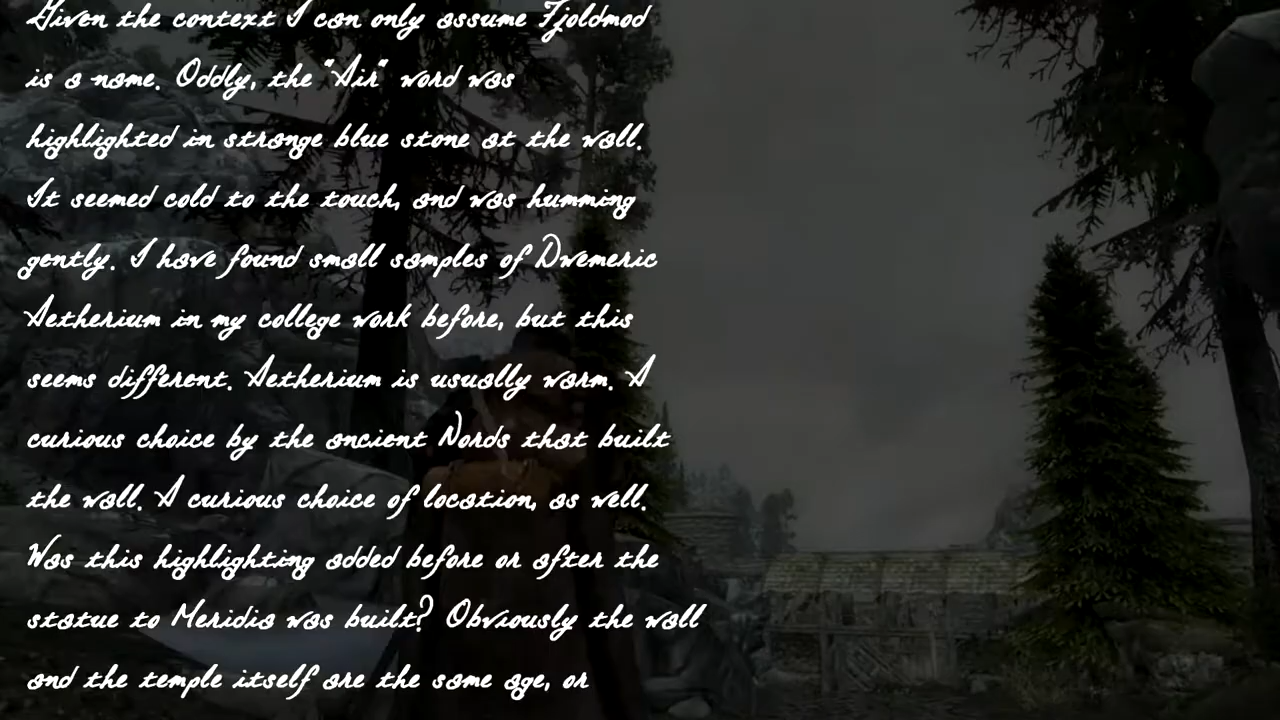 Given the context I can only assume Fjoldmod
is a name. Oddly, the "Air" word was
highlighted in strange blue stone at the wall.
It seemed cold to the touch, and was humming
gently. I have found small samples of Dwemeric
Aetherium in my college work before, but this
seems different. Aetherium is usually warm. A
curious choice by the ancient Nords that built
the wall. A curious choice of location, as well.
Was this highlighting added before or after the
statue to Meridia was built? Obviously the wall
and the temple itself are the same age, or